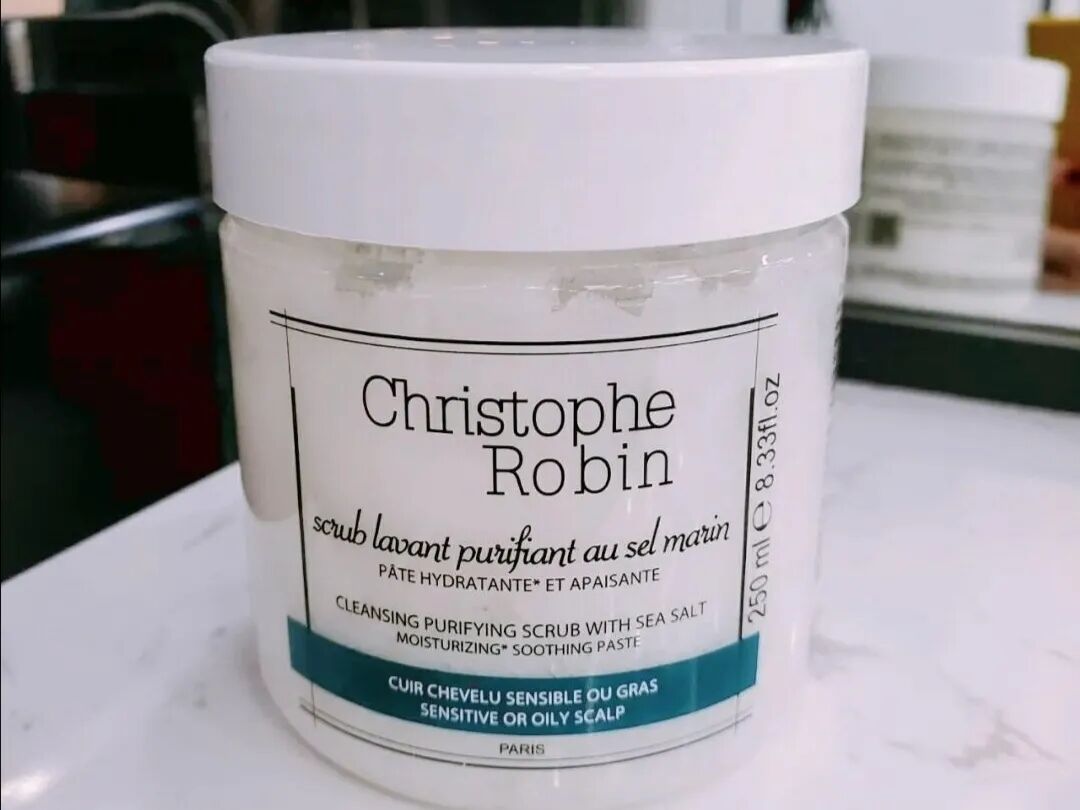 Christophe
Robin
scrub lavant purifiant au sel marin
PÂTE HYDRATANTE* ET APAISANTE
CLEANSING PURIFYING SCRUB WITH SEA SALT
MOISTURIZING* SOOTHING PASTE
CUIR CHEVELU SENSIBLE OU GRAS
SENSITIVE OR OILY SCALP
PARIS
250 ml ℮ 8.33fl.oz